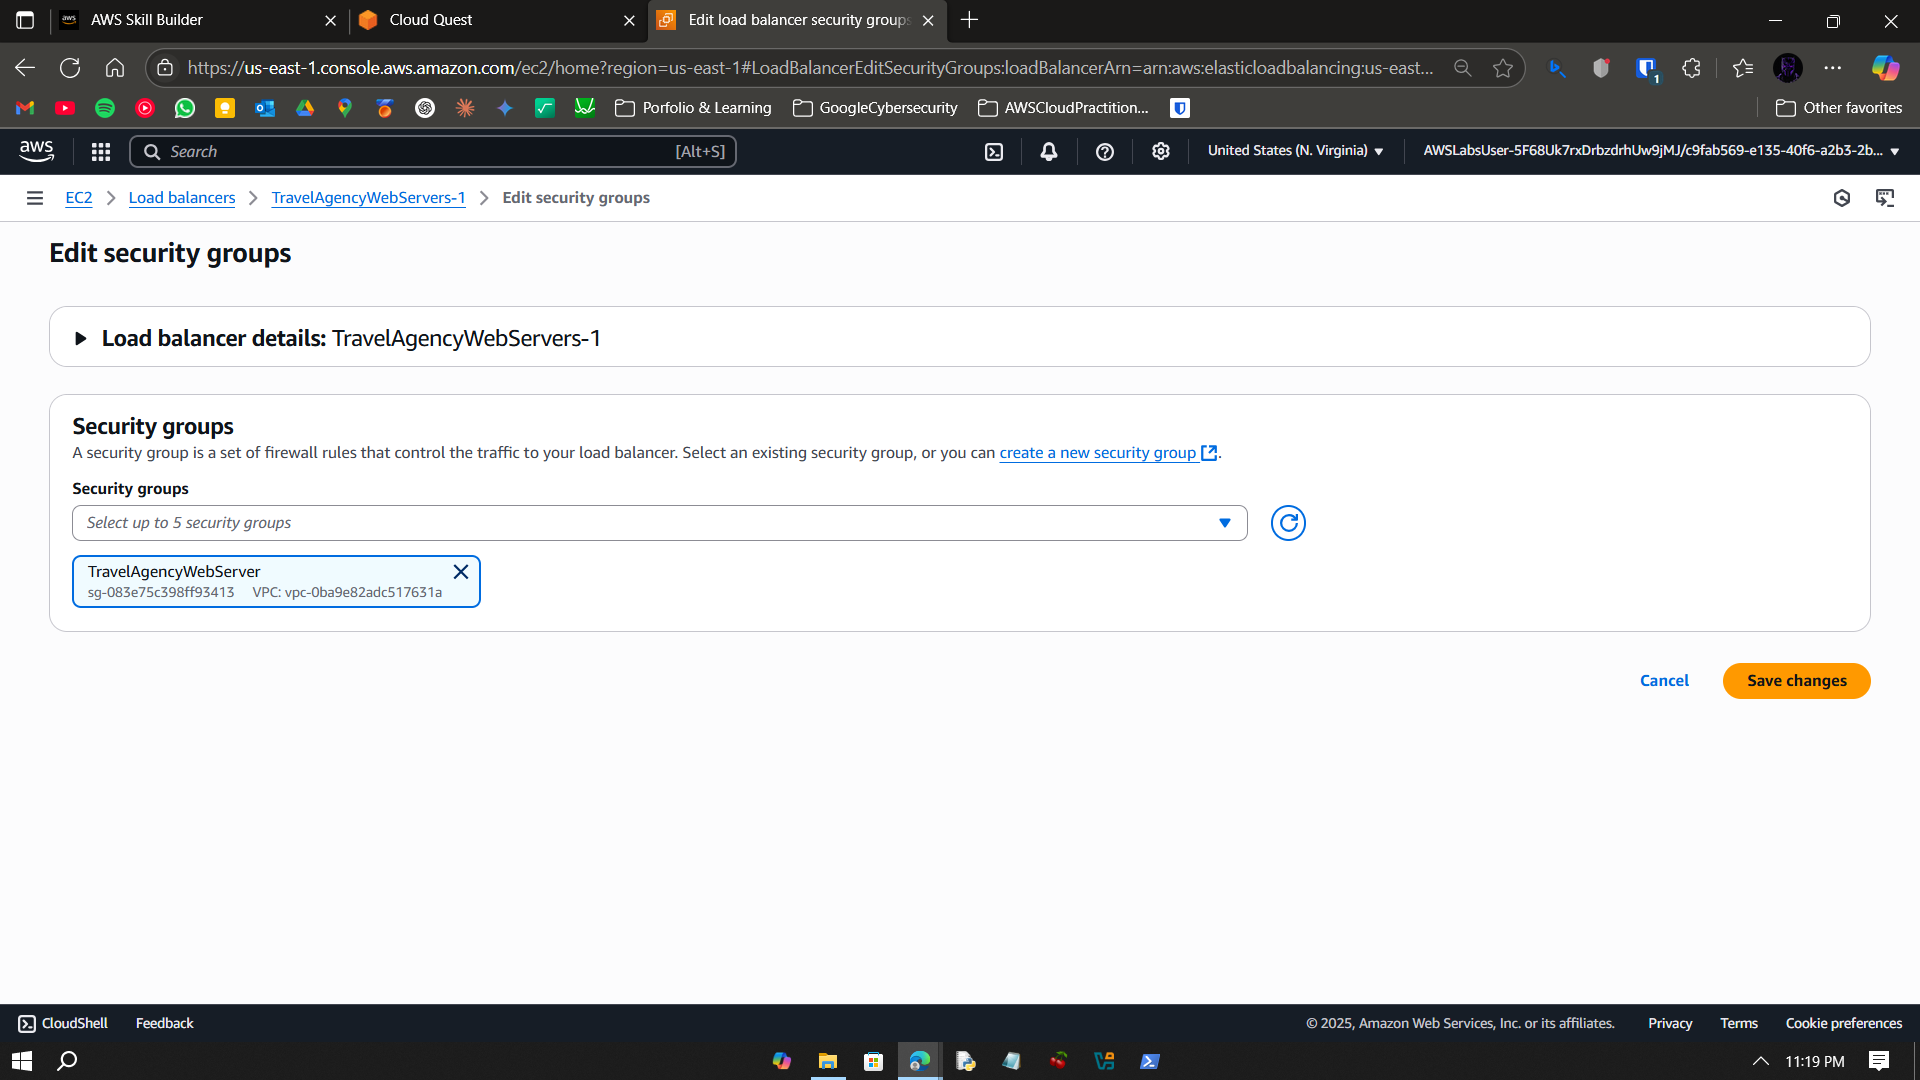 AWS Skill Builder
Cloud Quest
Edit load balancer security groups
https://us-east-1.console.aws.amazon.com/ec2/home?region=us-east-1#LoadBalancerEditSecurityGroups:loadBalancerArn=arn:aws:elasticloadbalancing:us-east...
1
Porfolio & Learning
GoogleCybersecurity
AWSCloudPractition...
Other favorites
aws
Search
[Alt+S]
United States (N. Virginia)
AWSLabsUser-5F68Uk7rxDrbzdrhUw9jMJ/c9fab569-e135-40f6-a2b3-2b...
EC2
Load balancers
TravelAgencyWebServers-1
Edit security groups
Edit security groups
Load balancer details: TravelAgencyWebServers-1
Security groups
A security group is a set of firewall rules that control the traffic to your load balancer. Select an existing security group, or you can create a new security group.
Security groups
Select up to 5 security groups
TravelAgencyWebServer
sg-083e75c398ff93413 VPC: vpc-0ba9e82adc517631a
Cancel
Save changes
CloudShell
Feedback
© 2025, Amazon Web Services, Inc. or its affiliates.
Privacy
Terms
Cookie preferences
11:19 PM